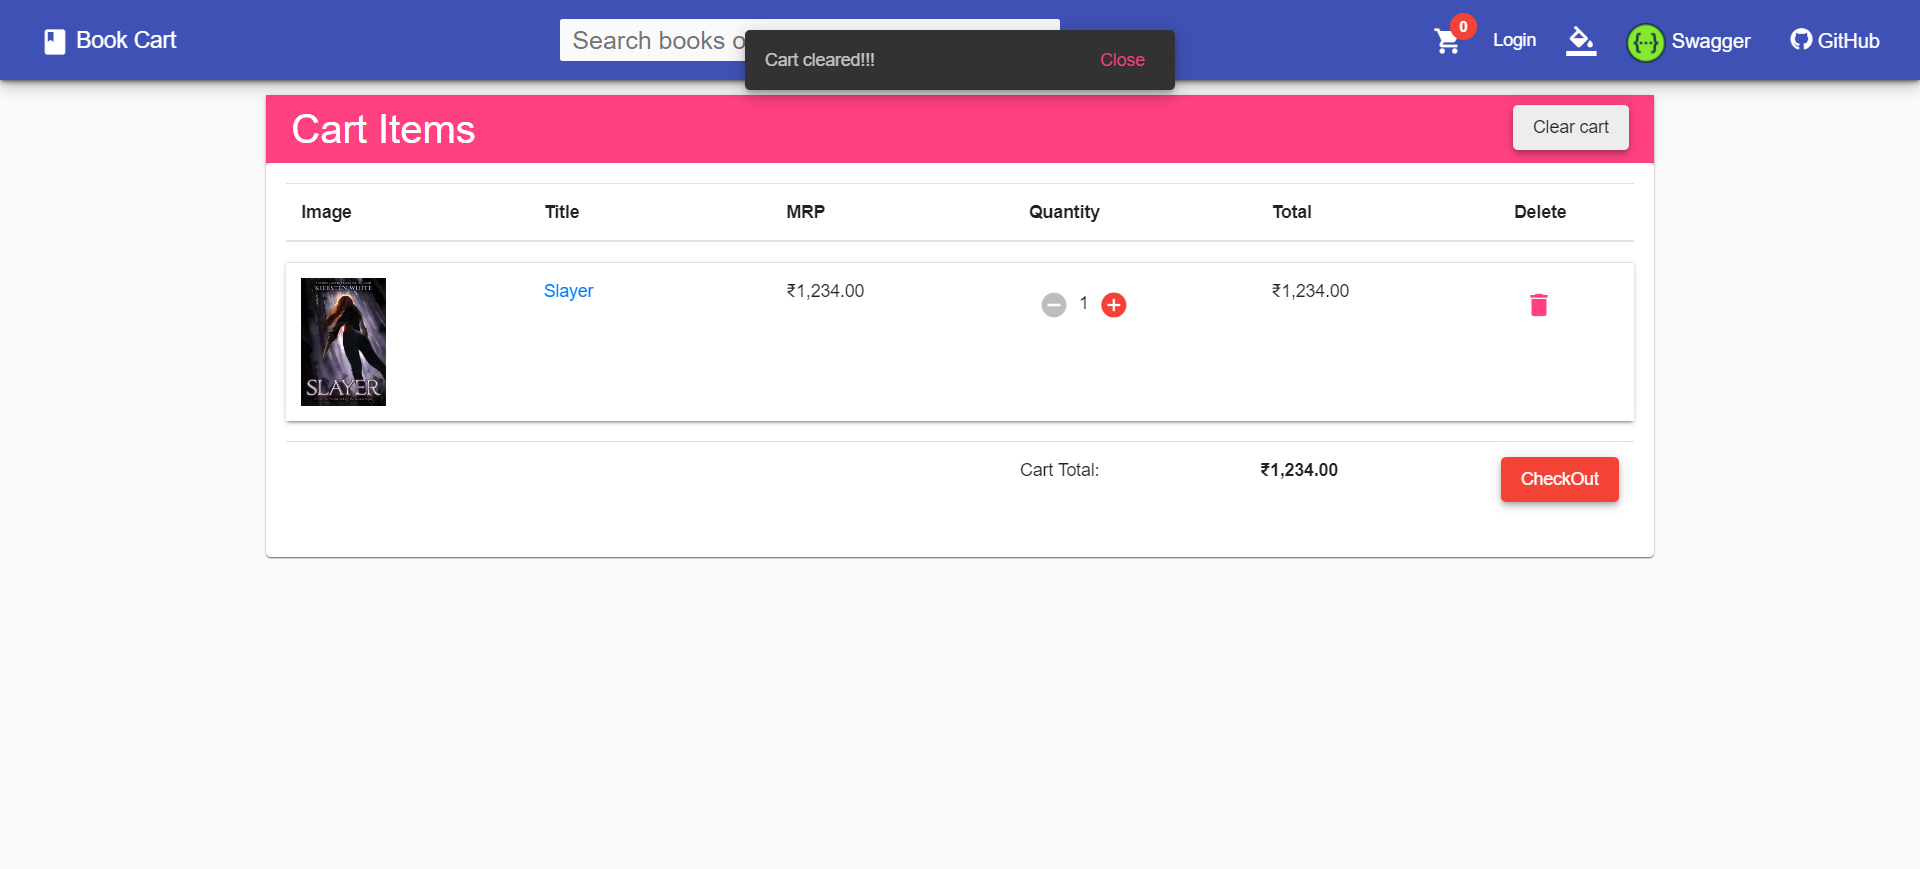 Book Cart
Search books o
Cart cleared!!!
Close
0
Login
Swagger
GitHub
Cart Items
Clear cart
Image Title MRP Quantity Total Delete
KIERSTEN WHITE
SLAYER
Slayer ₹1,234.00 1 ₹1,234.00
Cart Total: ₹1,234.00
CheckOut